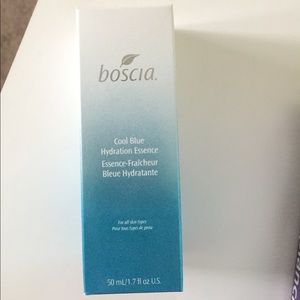 boscia.
Cool Blue
Hydration Essence
Essence-Fraîcheur
Bleue Hydratante
For all skin types
Pour tous types de peau
50 mL/1.7 fl oz U.S.